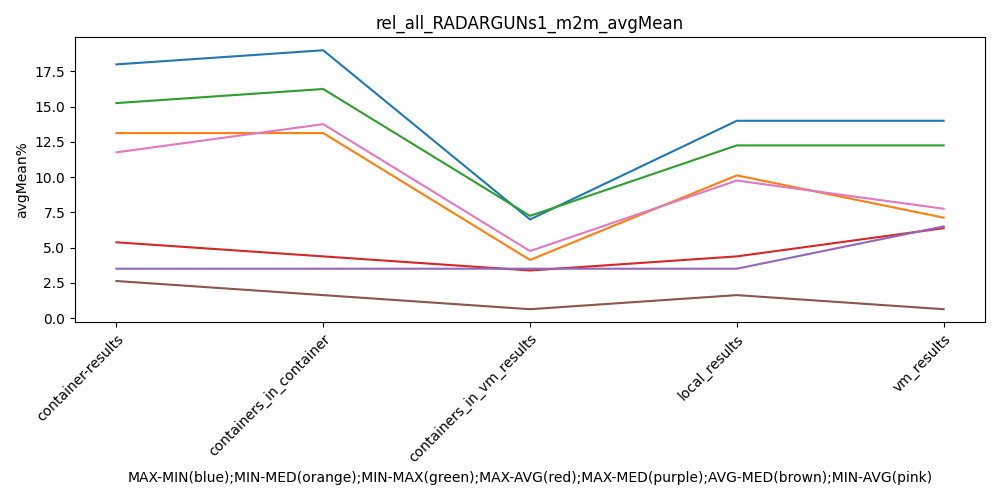 rel_all_RADARGUNs1_m2m_avgMean
avgMean%
17.5
15.0
12.5
10.0
7.5
5.0
2.5
0.0
container-results
containers_in_container
containers_in_vm_results
local_results
vm_results
MAX-MIN(blue);MIN-MED(orange);MIN-MAX(green);MAX-AVG(red);MAX-MED(purple);AVG-MED(brown);MIN-AVG(pink)